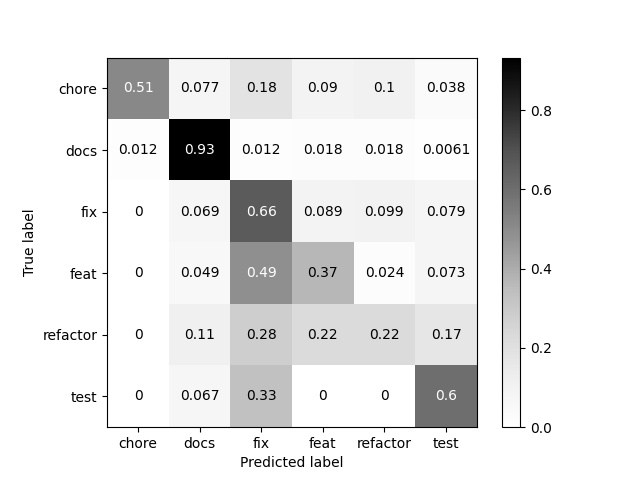 chore 0.51 0.077 0.18 0.09 0.1 0.038
docs 0.012 0.93 0.012 0.018 0.018 0.0061
fix 0 0.069 0.66 0.089 0.099 0.079
feat 0 0.049 0.49 0.37 0.024 0.073
refactor 0 0.11 0.28 0.22 0.22 0.17
test 0 0.067 0.33 0 0 0.6
chore docs fix feat refactor test
Predicted label
True label
0.8
0.6
0.4
0.2
0.0